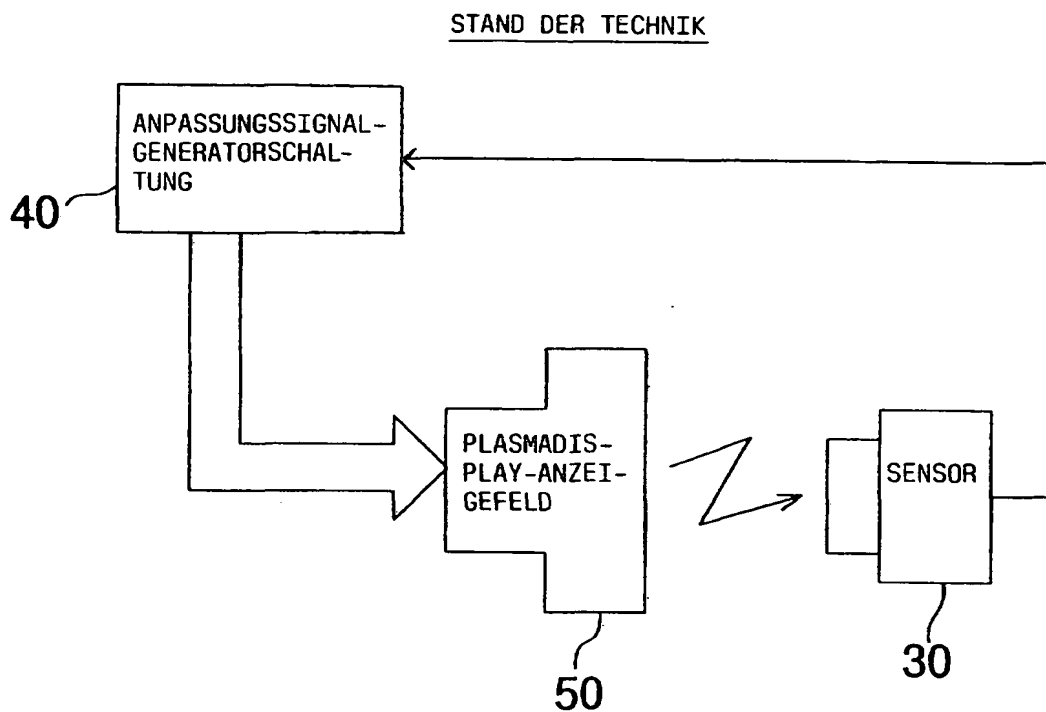 STAND DER TECHNIK
ANPASSUNGSSIGNAL-
GENERATORSCHAL-
TUNG
40
PLASMADIS-
PLAY-ANZEI-
GEFELD
50
SENSOR
30